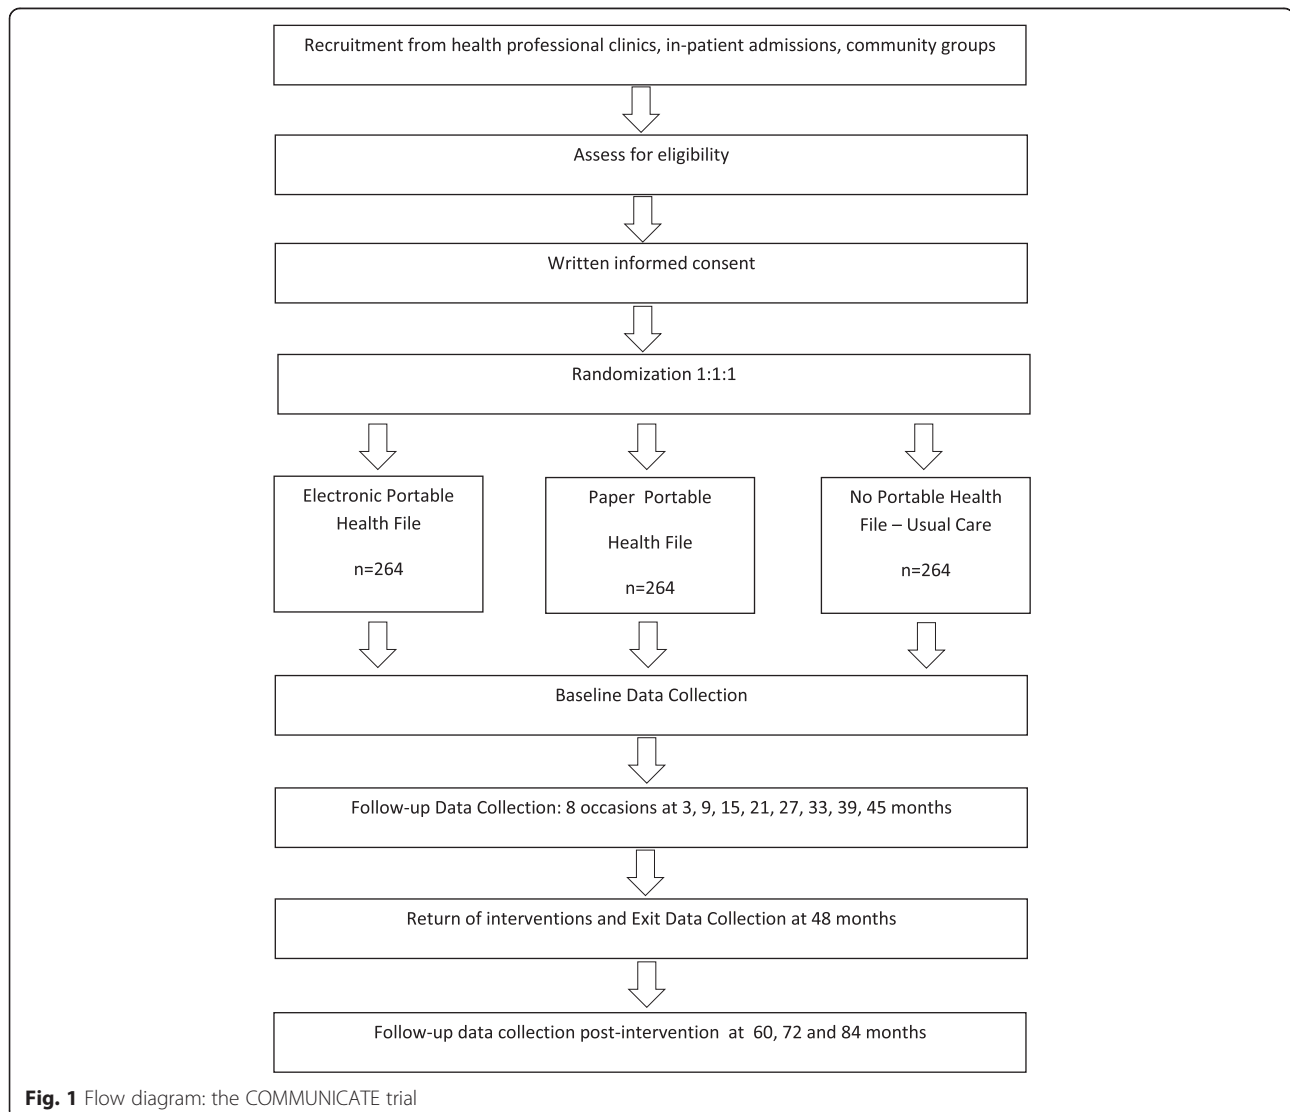 Recruitment from health professional clinics, in-patient admissions, community groups
Assess for eligibility
Written informed consent
Randomization 1:1:1
Electronic Portable
Health File
n=264
Paper Portable
Health File
n=264
No Portable Health
File – Usual Care
n=264
Baseline Data Collection
Follow-up Data Collection: 8 occasions at 3, 9, 15, 21, 27, 33, 39, 45 months
Return of interventions and Exit Data Collection at 48 months
Follow-up data collection post-intervention at 60, 72 and 84 months
Fig. 1 Flow diagram: the COMMUNICATE trial